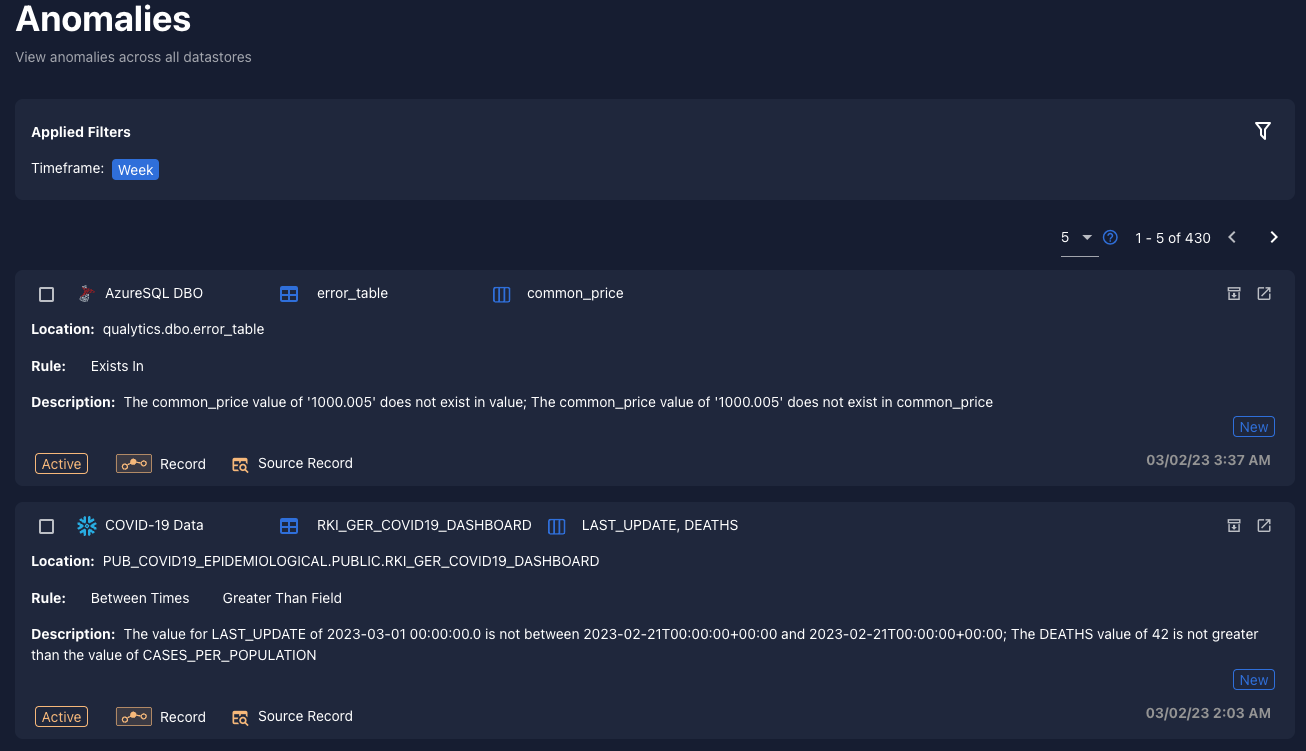 Anomalies
View anomalies across all datastores
Applied Filters
Timeframe: Week
5 ? 1 - 5 of 430
AzureSQL DBO error_table common_price
Location: qualytics.dbo.error_table
Rule: Exists In
Description: The common_price value of '1000.005' does not exist in value; The common_price value of '1000.005' does not exist in common_price
New
Active Record Source Record 03/02/23 3:37 AM
COVID-19 Data RKI_GER_COVID19_DASHBOARD LAST_UPDATE, DEATHS
Location: PUB_COVID19_EPIDEMIOLOGICAL.PUBLIC.RKI_GER_COVID19_DASHBOARD
Rule: Between Times Greater Than Field
Description: The value for LAST_UPDATE of 2023-03-01 00:00:00.0 is not between 2023-02-21T00:00:00+00:00 and 2023-02-21T00:00:00+00:00; The DEATHS value of 42 is not greater
than the value of CASES_PER_POPULATION
New
Active Record Source Record 03/02/23 2:03 AM